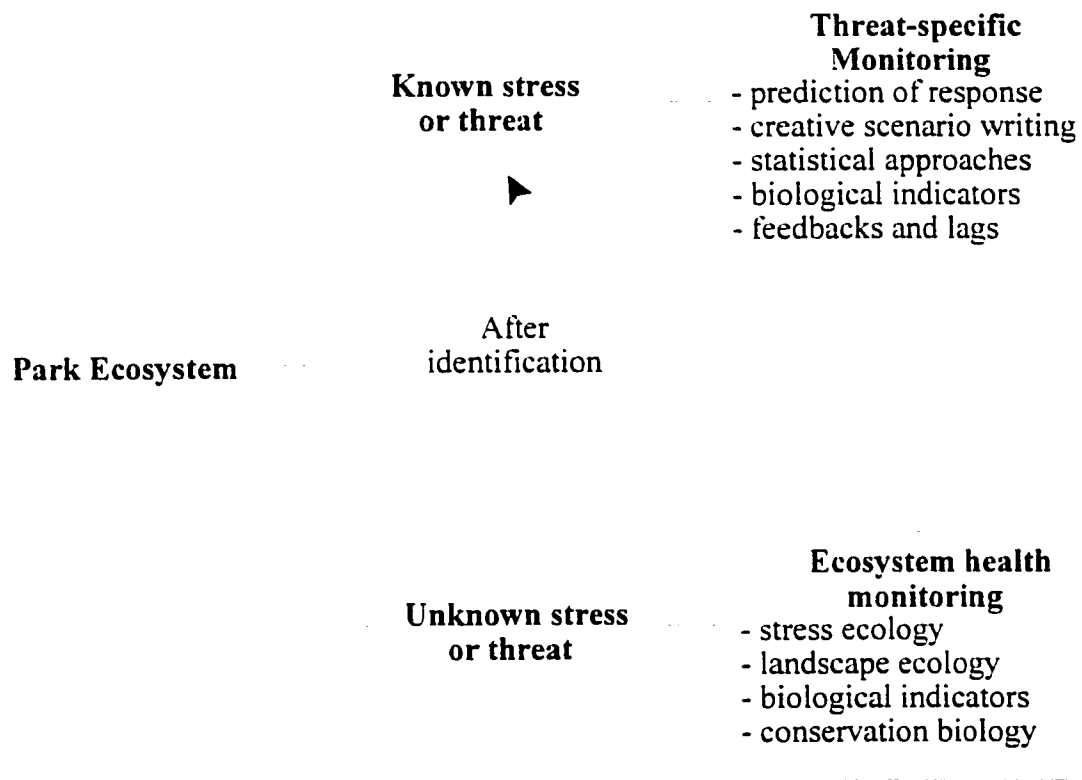 Threat-specific
Monitoring
Known stress
or threat
- prediction of response
- creative scenario writing
- statistical approaches
- biological indicators
- feedbacks and lags
After
identification
Park Ecosystem
Ecosystem health
monitoring
Unknown stress
or threat
- stress ecology
- landscape ecology
- biological indicators
- conservation biology